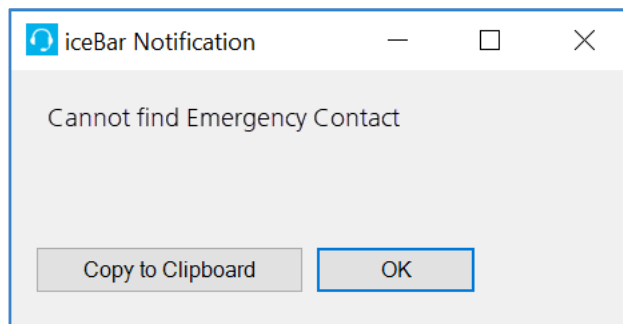 iceBar Notification
Cannot find Emergency Contact
Copy to Clipboard
OK